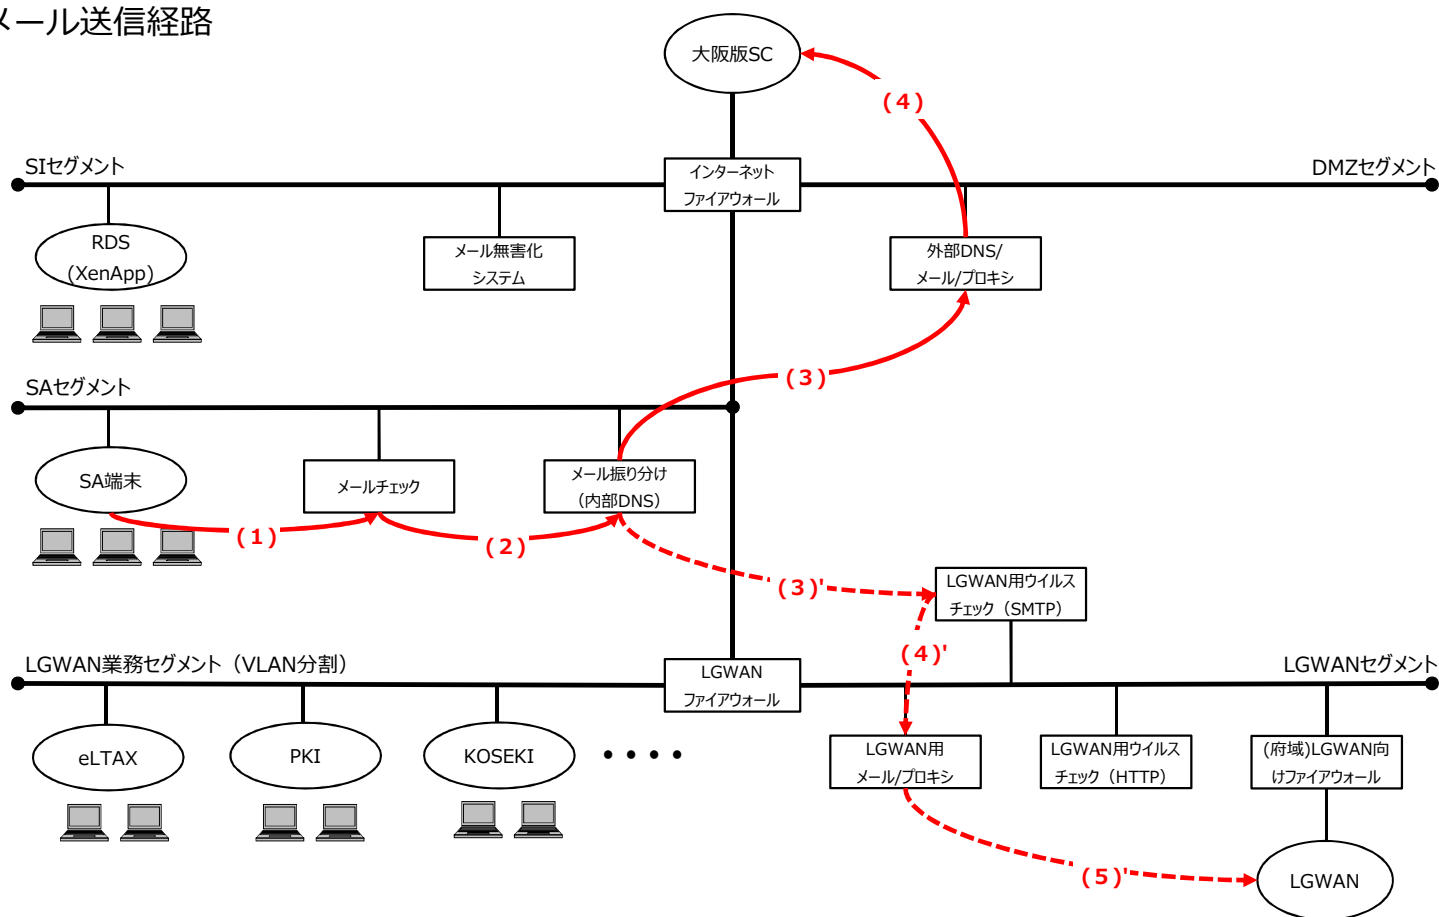 メール送信経路
大阪版SC
(4)
SIセグメント
インターネット
ファイアウォール
DMZセグメント
RDS
(XenApp)
メール無害化
システム
外部DNS/
メール/プロキシ
(3)
SAセグメント
SA端末
メールチェック
メール振り分け
（内部DNS）
(1)
(2)
(3)'
LGWAN用ウイルス
チェック（SMTP）
(4)'
LGWAN業務セグメント（VLAN分割）
LGWAN
ファイアウォール
LGWANセグメント
eLTAX
PKI
KOSEKI
・・・・
LGWAN用
メール/プロキシ
LGWAN用ウイルス
チェック（HTTP）
(府域)LGWAN向
けファイアウォール
(5)'
LGWAN